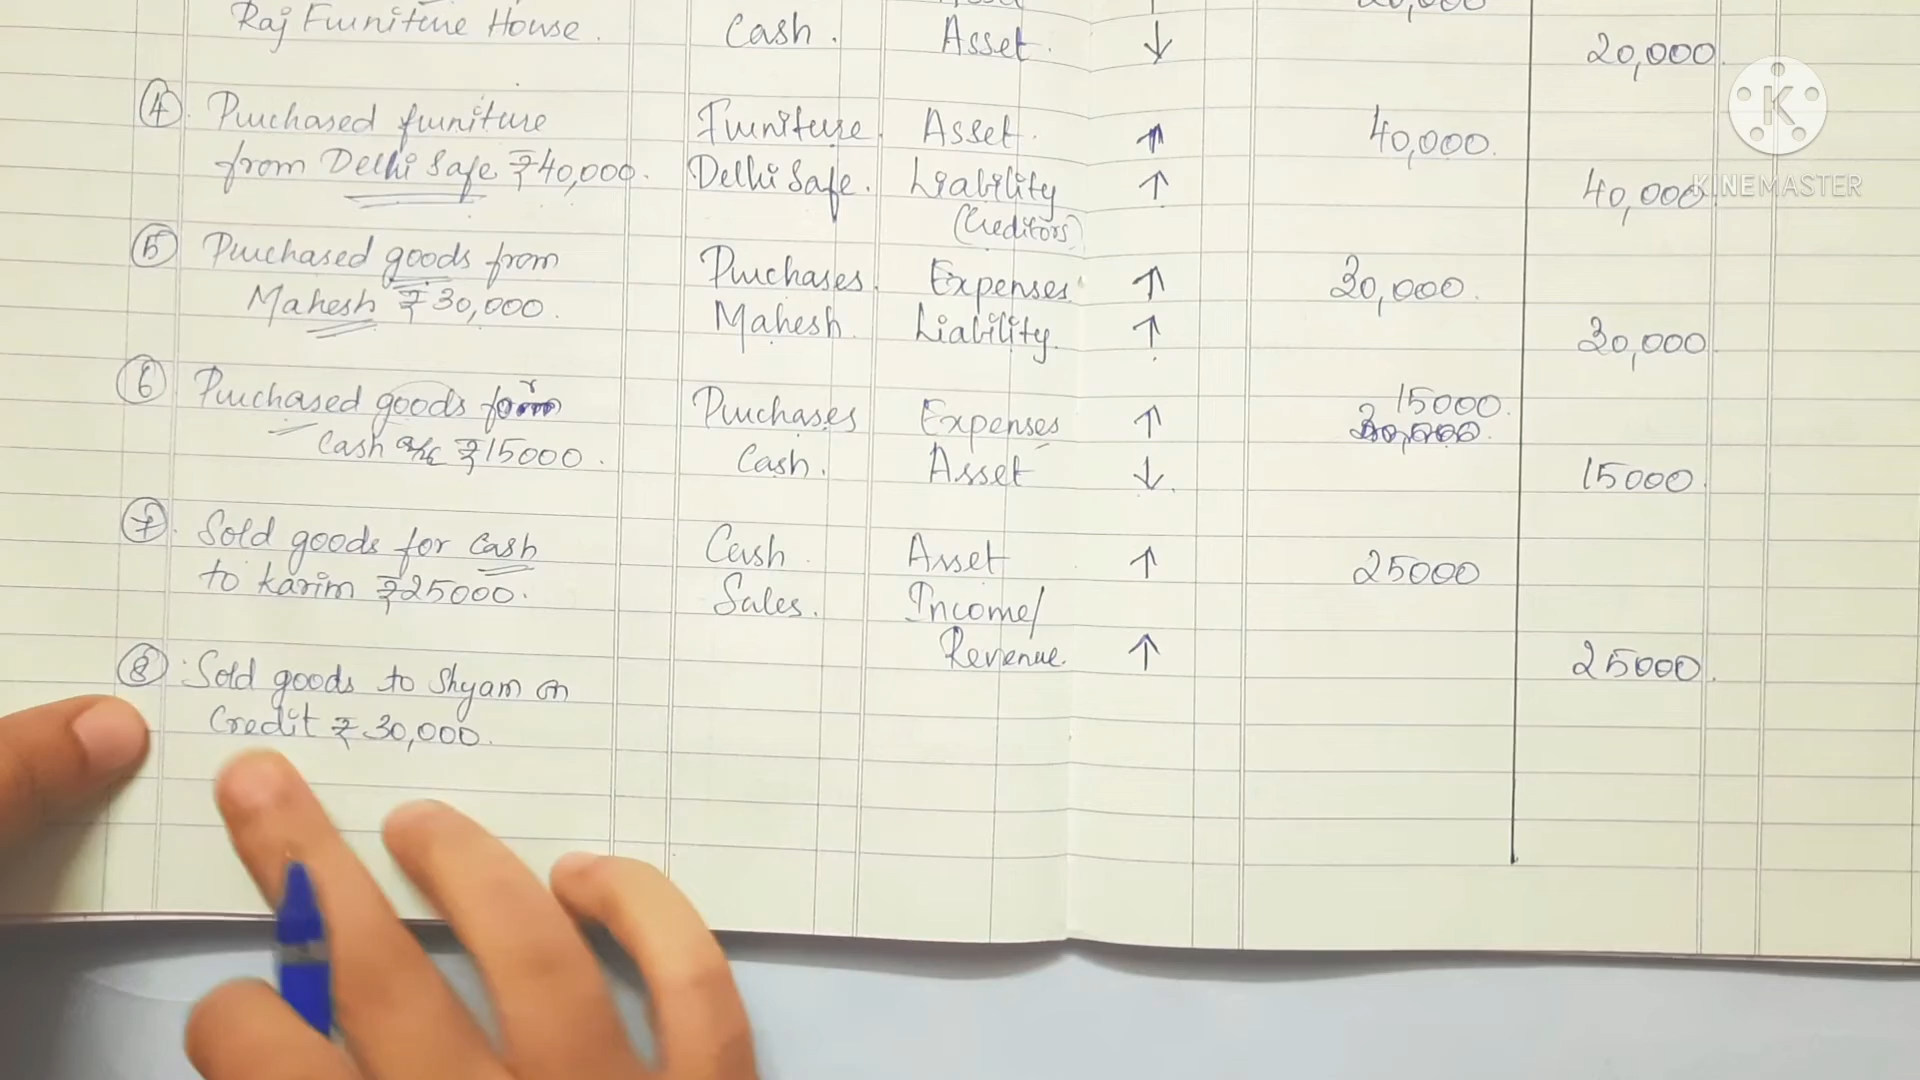 Raj Furniture House. Cash. Asset. ↓ 20,000.
④. Purchased furniture Furniture. Asset. ↑ 40,000.
from Delhi Safe ₹40,000. Delhi Safe. Liability ↑ 40,000
(Creditors)
⑤ Purchased goods from Purchases. Expenses ↑ 30,000.
Mahesh ₹30,000. Mahesh. Liability. ↑ 30,000
⑥ Purchased goods for Purchases Expenses ↑ 15000.
Cash ₹15000. Cash. Asset ↓. 15000.
⑦. Sold goods for cash Cash Asset ↑ 25000
to Karim ₹25000. Sales. Income/
Revenue. ↑ 25000.
⑧. Sold goods to Shyam on
Credit ₹30,000.
K
KINEMASTER